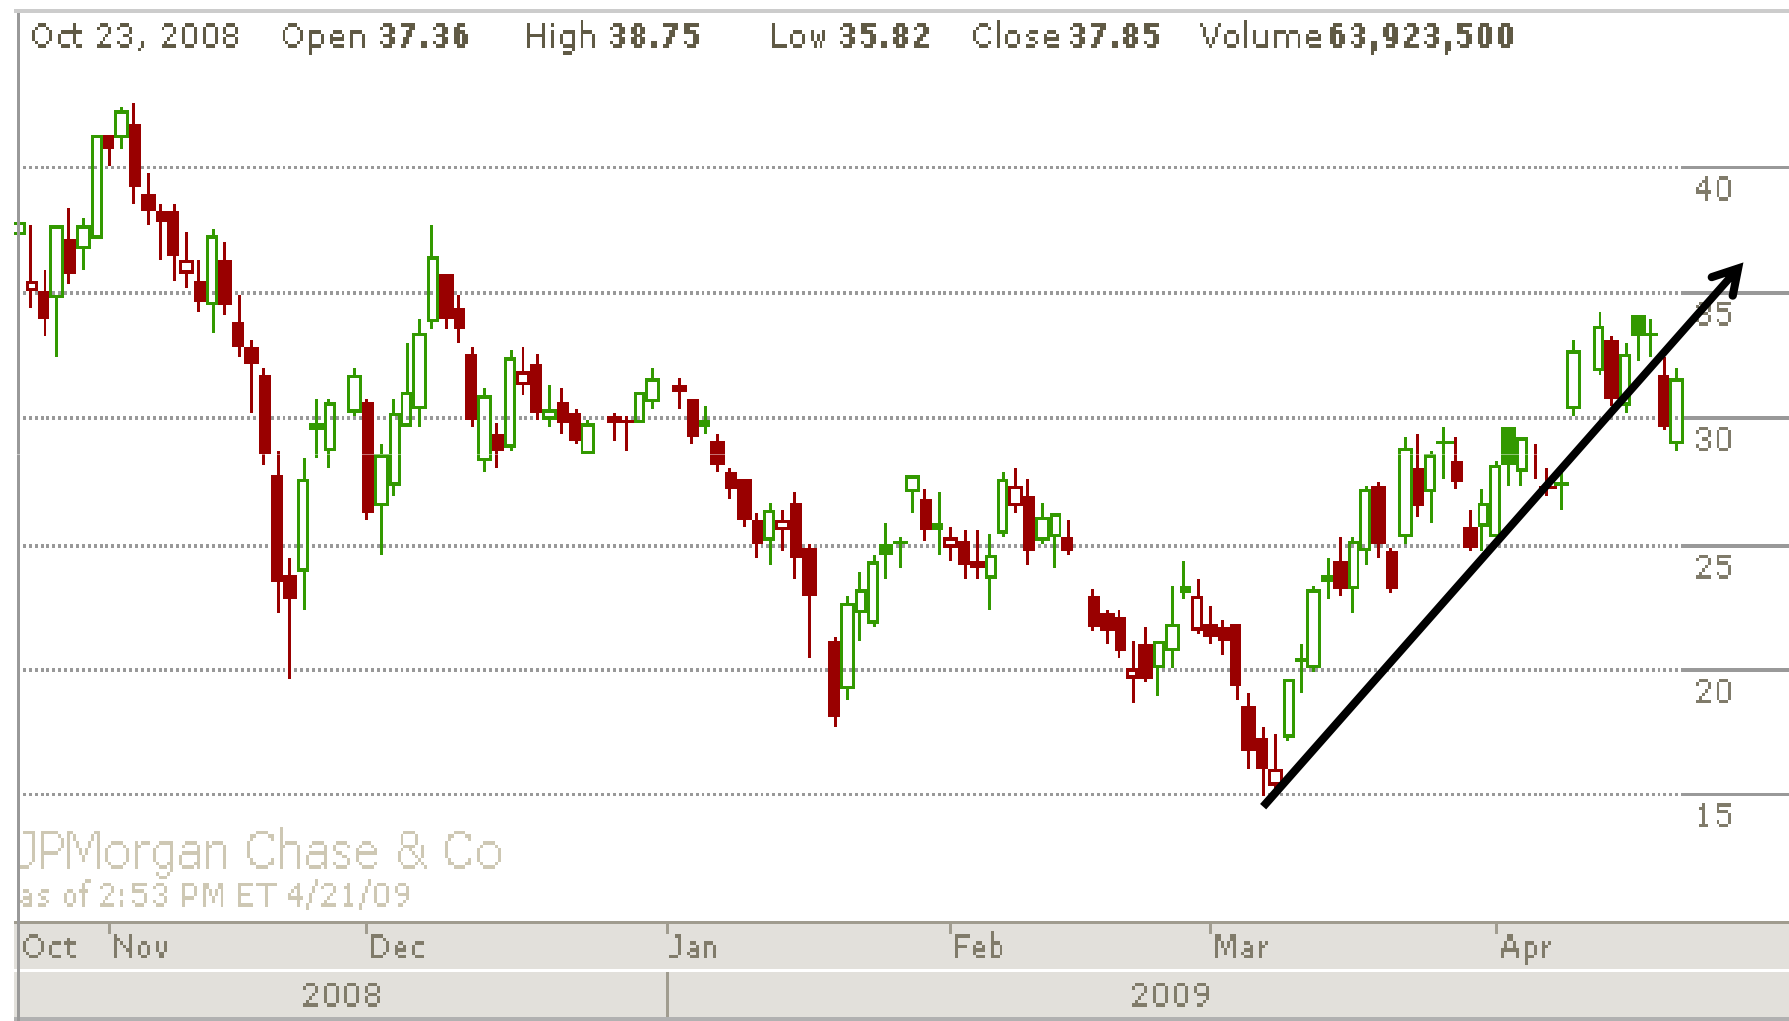 Oct 23, 2008 Open 37.36 High 38.75 Low 35.82 Close 37.85 Volume 63,923,500
40
35
30
25
20
15
JPMorgan Chase & Co
as of 2:53 PM ET 4/21/09
Oct Nov Dec Jan Feb Mar Apr
2008 2009